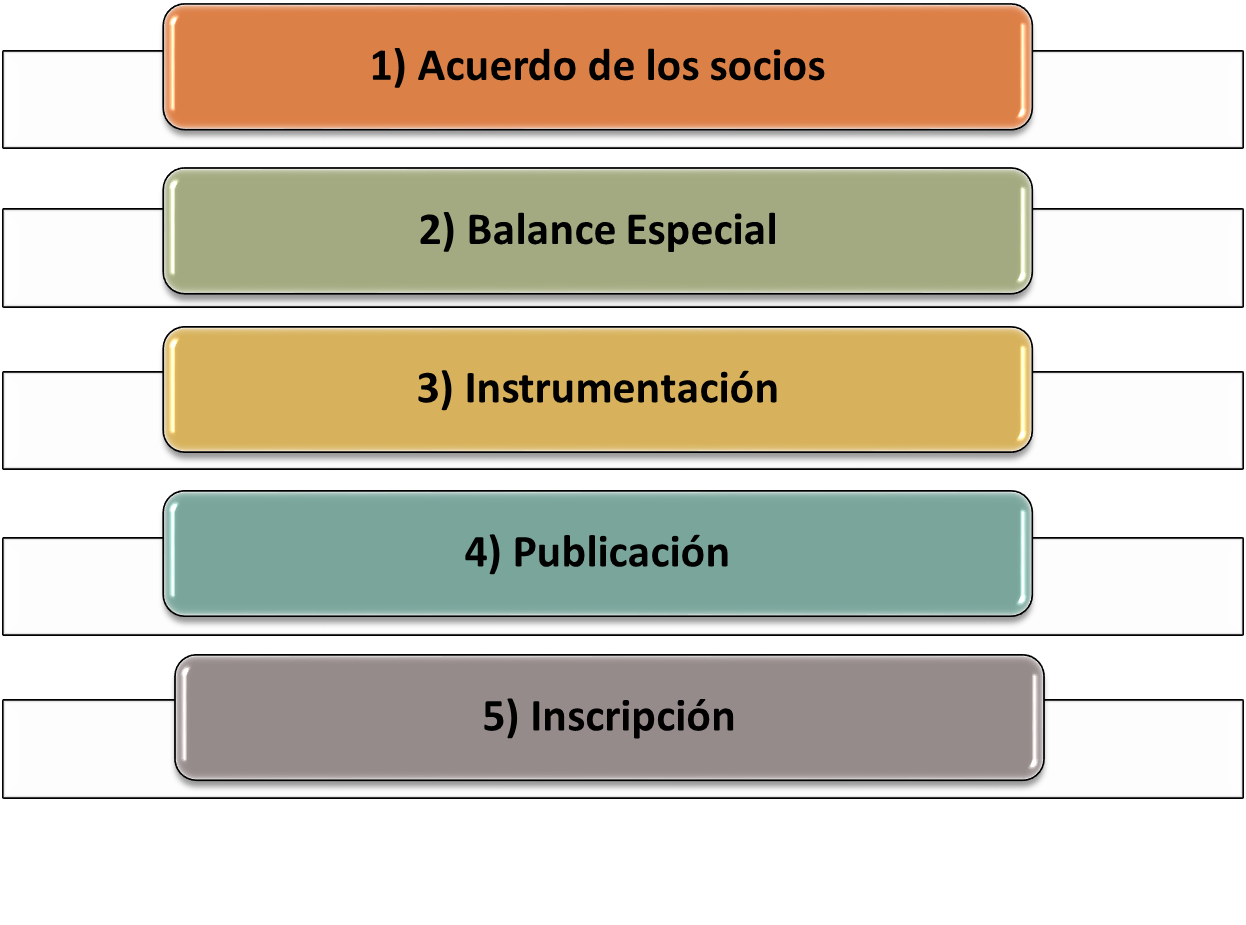 1) Acuerdo de los socios
2) Balance Especial
3) Instrumentación
4) Publicación
5) Inscripción